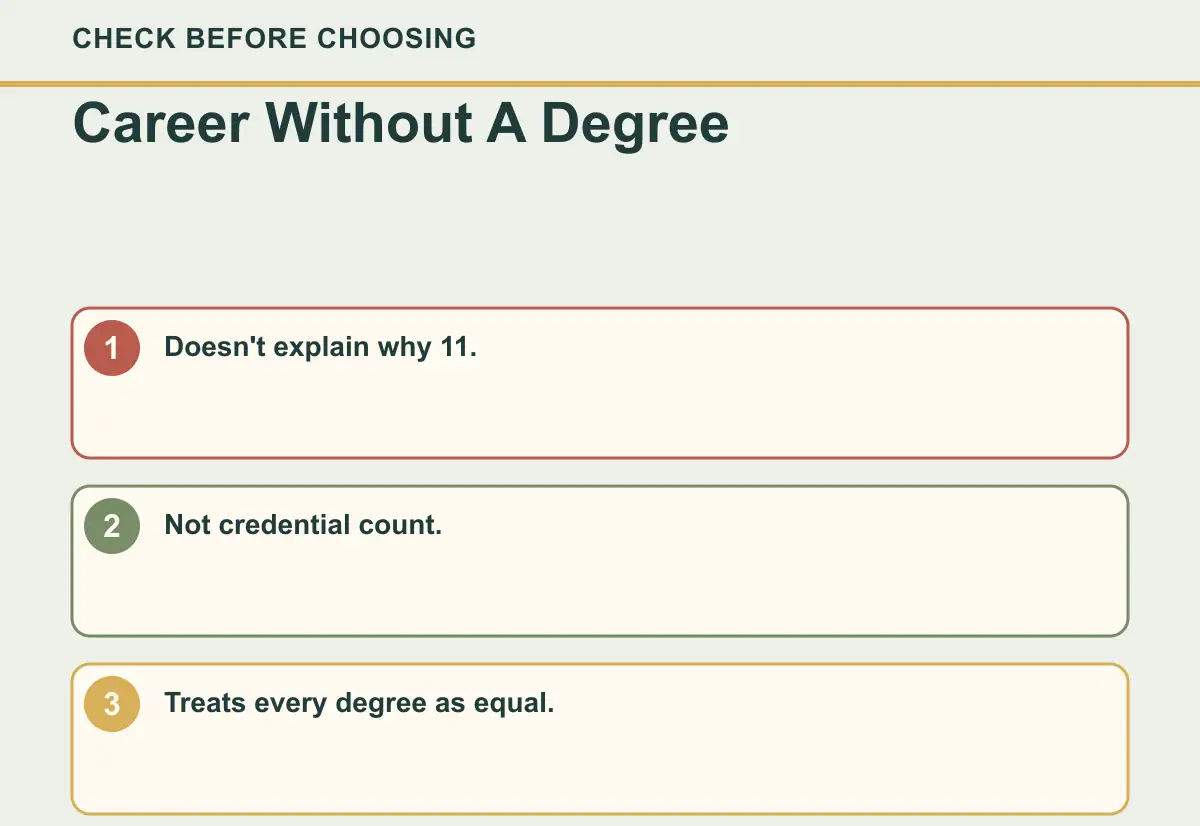 CHECK BEFORE CHOOSING
Career Without A Degree
1 Doesn't explain why 11.
2 Not credential count.
3 Treats every degree as equal.